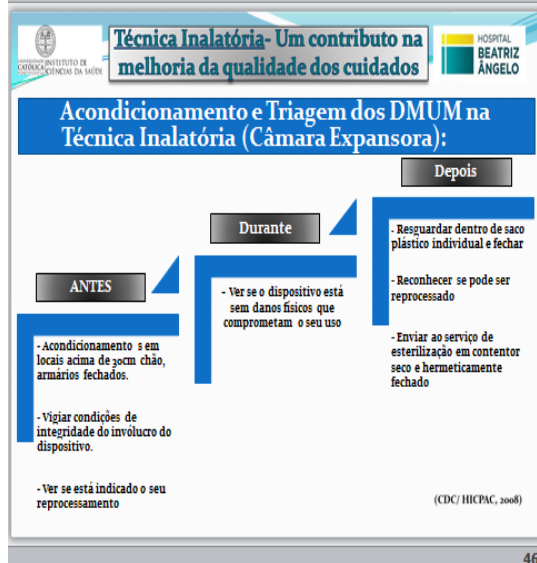 UNIVERSIDADE
CATÓLICA
INSTITUTO DE
CIÊNCIAS DA SAÚDE
Técnica Inalatória- Um contributo na
melhoria da qualidade dos cuidados
HOSPITAL
BEATRIZ
ÂNGELO
Acondicionamento e Triagem dos DMUM na
Técnica Inalatória (Câmara Expansora):
ANTES
- Acondicionamento s em
locais acima de 30cm chão,
armários fechados.
- Vigiar condições de
integridade do invólucro do
dispositivo.
- Ver se está indicado o seu
reprocessamento
Durante
- Ver se o dispositivo está
sem danos físicos que
comprometam o seu uso
Depois
- Resguardar dentro de saco
plástico individual e fechar
- Reconhecer se pode ser
reprocessado
- Enviar ao serviço de
esterilização em contentor
seco e hermeticamente
fechado
(CDC/ HICPAC, 2008)
46